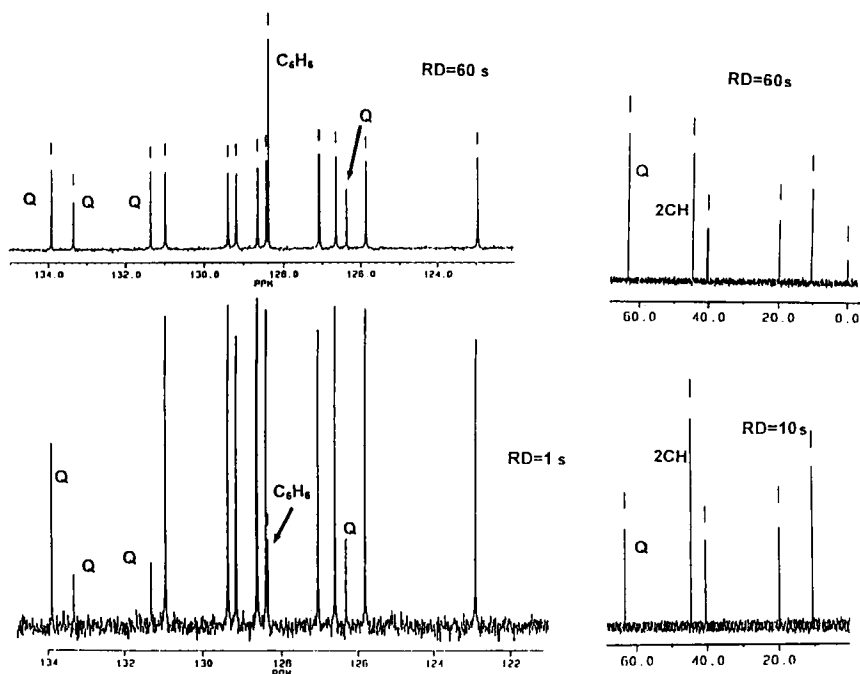 C₆H₆
RD=60 s
Q
Q
Q
Q
134.0 132.0 130.0 128.0 126.0 124.0
PPM
RD=60s
Q
2CH
60.0 40.0 20.0 0.0
RD=1 s
Q
Q
Q
C₆H₆
Q
134 132 130 128 126 124 122
PPM
RD=10s
2CH
Q
60.0 40.0 20.0